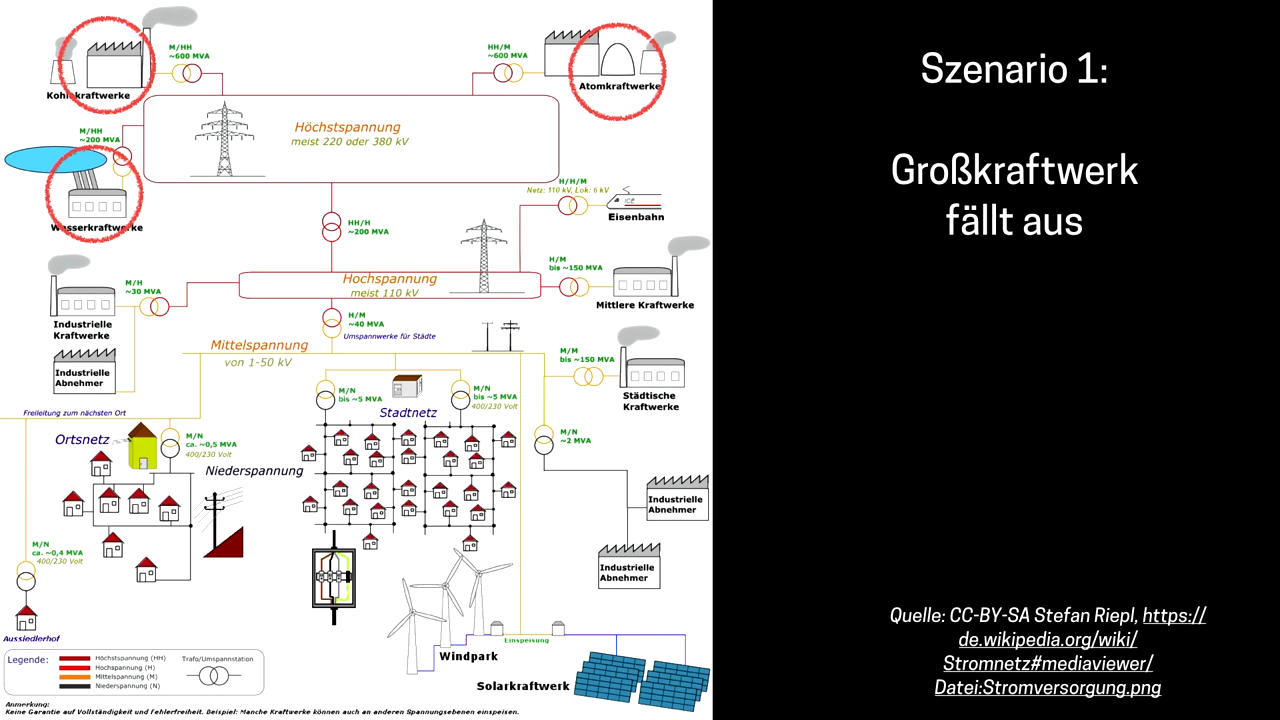 M/HH
~600 MVA
HH/M
~600 MVA
Kohlekraftwerke
Atomkraftwerke
Höchstspannung
meist 220 oder 380 kV
M/HH
~200 MVA
Wasserkraftwerke
H/H/M
Netz: 110 kV, Lok: 6 kV
ICE
Eisenbahn
HH/H
~200 MVA
Hochspannung
meist 110 kV
H/M
bis ~150 MVA
Mittlere Kraftwerke
M/H
~30 MVA
Industrielle
Kraftwerke
H/M
~40 MVA
Umspannwerke für Städte
Mittelspannung
von 1-50 kV
Industrielle
Abnehmer
M/M
bis ~150 MVA
Städtische
Kraftwerke
M/N
bis ~5 MVA
M/N
bis ~5 MVA
400/230 Volt
Stadtnetz
Freileitung zum nächsten Ort
Ortsnetz
M/N
ca. ~0,5 MVA
400/230 Volt
Niederspannung
M/N
~2 MVA
Industrielle
Abnehmer
Industrielle
Abnehmer
M/N
ca. ~0,4 MVA
400/230 Volt
Aussiedlerhof
Einspeisung
Windpark
Solarkraftwerk
Legende:
Höchstspannung (HH)
Hochspannung (H)
Mittelspannung (M)
Niederspannung (N)
Trafo/Umspannstation
Anmerkung:
Keine Garantie auf Vollständigkeit und Fehlerfreiheit. Beispiel: Manche Kraftwerke können auch an anderen Spannungsebenen einspeisen.
Szenario 1:
Großkraftwerk
fällt aus
Quelle: CC-BY-SA Stefan Riepl, https://
de.wikipedia.org/wiki/
Stromnetz#mediaviewer/
Datei:Stromversorgung.png